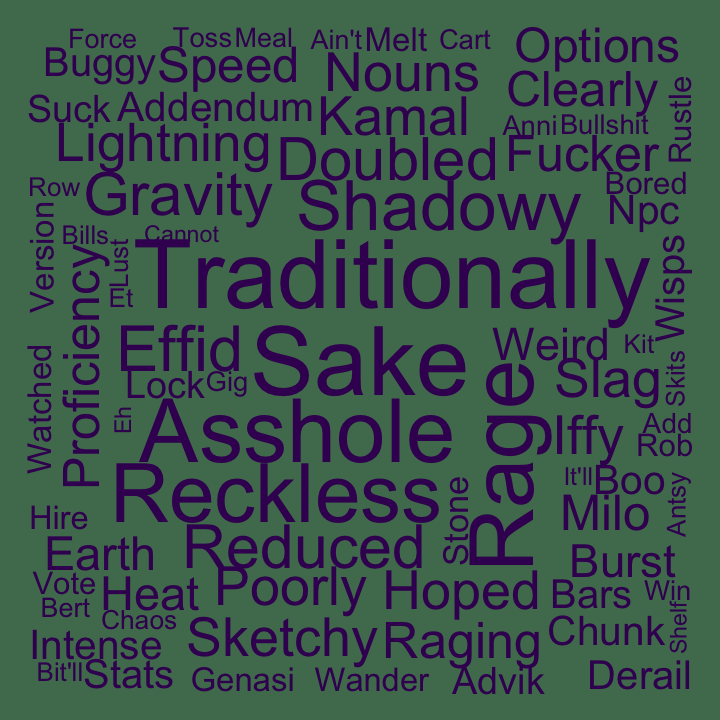 Force
Toss
Meal
Ain't
Melt
Cart
Options
Buggy
Speed
Nouns
Clearly
Suck
Addendum
Kamal
Anni
Bullshit
Rustle
Lightning
Doubled
Fucker
Row
Gravity
Shadowy
Bored
Npc
Version
Bills
Cannot
Lust
Et
Traditionally
Wisps
Proficiency
Effid
Sake
Weird
Kit
Lock
Gig
Slag
Skits
Watched
Eh
Asshole
Rage
Iffy
Add
Rob
Reckless
Stone
It'll
Boo
Antsy
Hire
Milo
Earth
Reduced
Burst
Vote
Heat
Poorly
Hoped
Bars
Win
Bert
Chaos
Shelfin
Intense
Sketchy
Raging
Chunk
Bit'll
Stats
Genasi
Wander
Advik
Derail